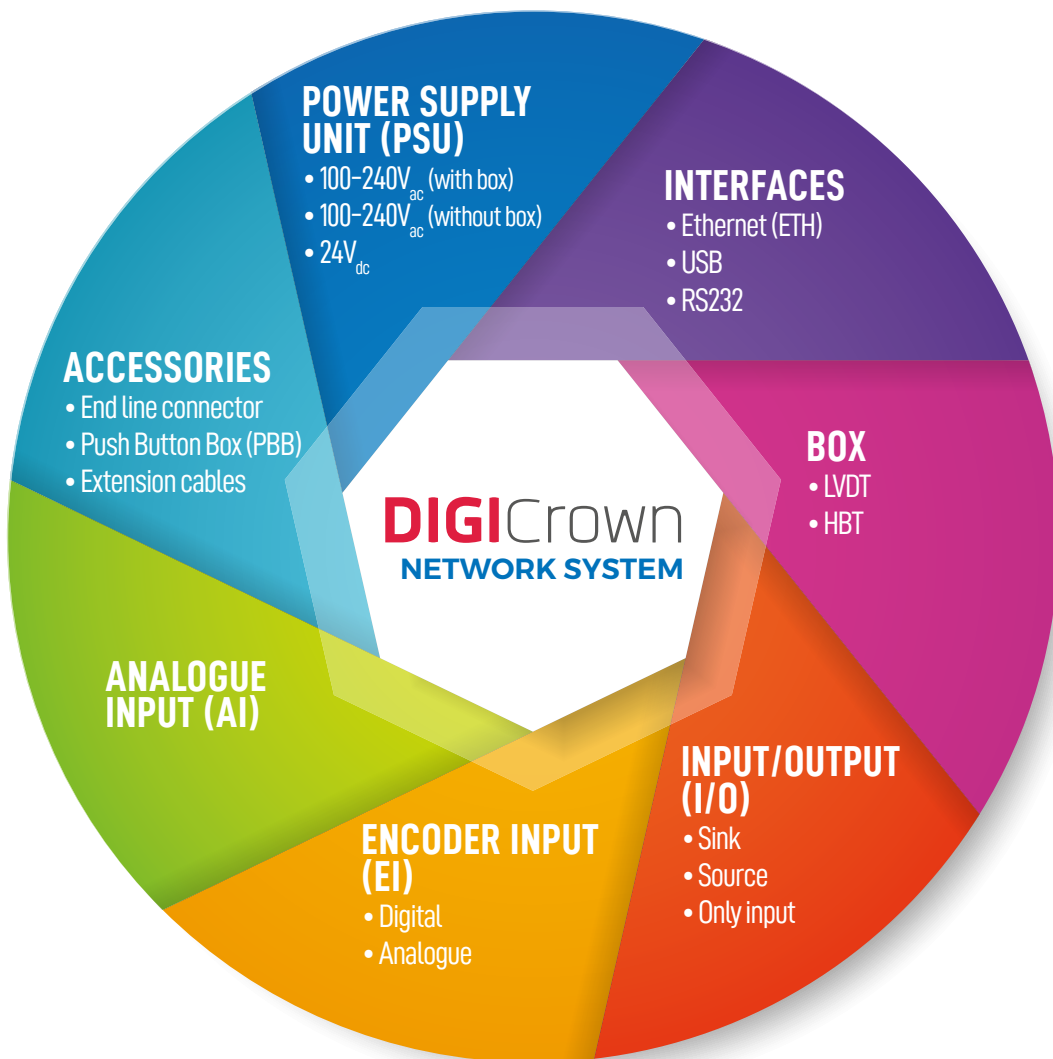 POWER SUPPLY
UNIT (PSU)
• 100-240Vac (with box)
• 100-240Vac (without box)
• 24Vdc
INTERFACES
• Ethernet (ETH)
• USB
• RS232
BOX
• LVDT
• HBT
INPUT/OUTPUT
(I/O)
• Sink
• Source
• Only input
ENCODER INPUT
(EI)
• Digital
• Analogue
ANALOGUE
INPUT (AI)
ACCESSORIES
• End line connector
• Push Button Box (PBB)
• Extension cables
DIGICrown
NETWORK SYSTEM